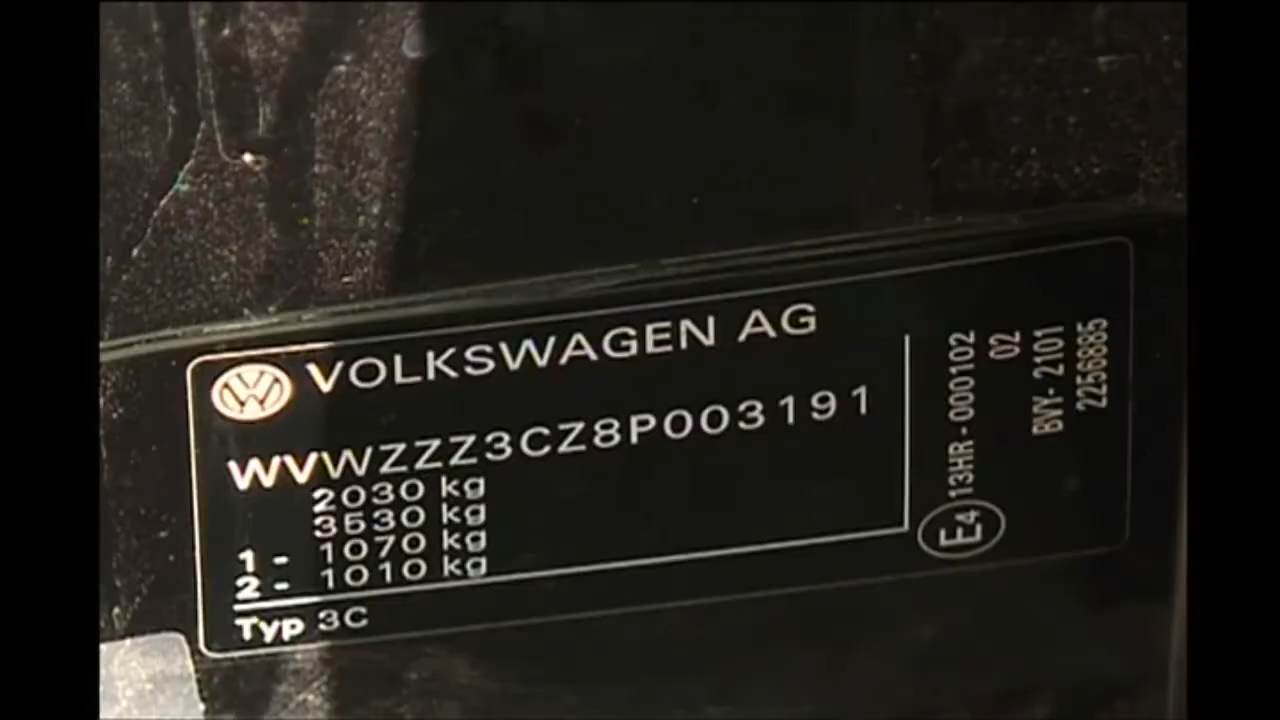 VOLKSWAGEN AG
WVWZZZ3CZ8P003191
2030 kg
3530 kg
1 - 1070 kg
2 - 1010 kg
Typ 3C
E4 13HR - 000102
02
BVY- 2101
2256885